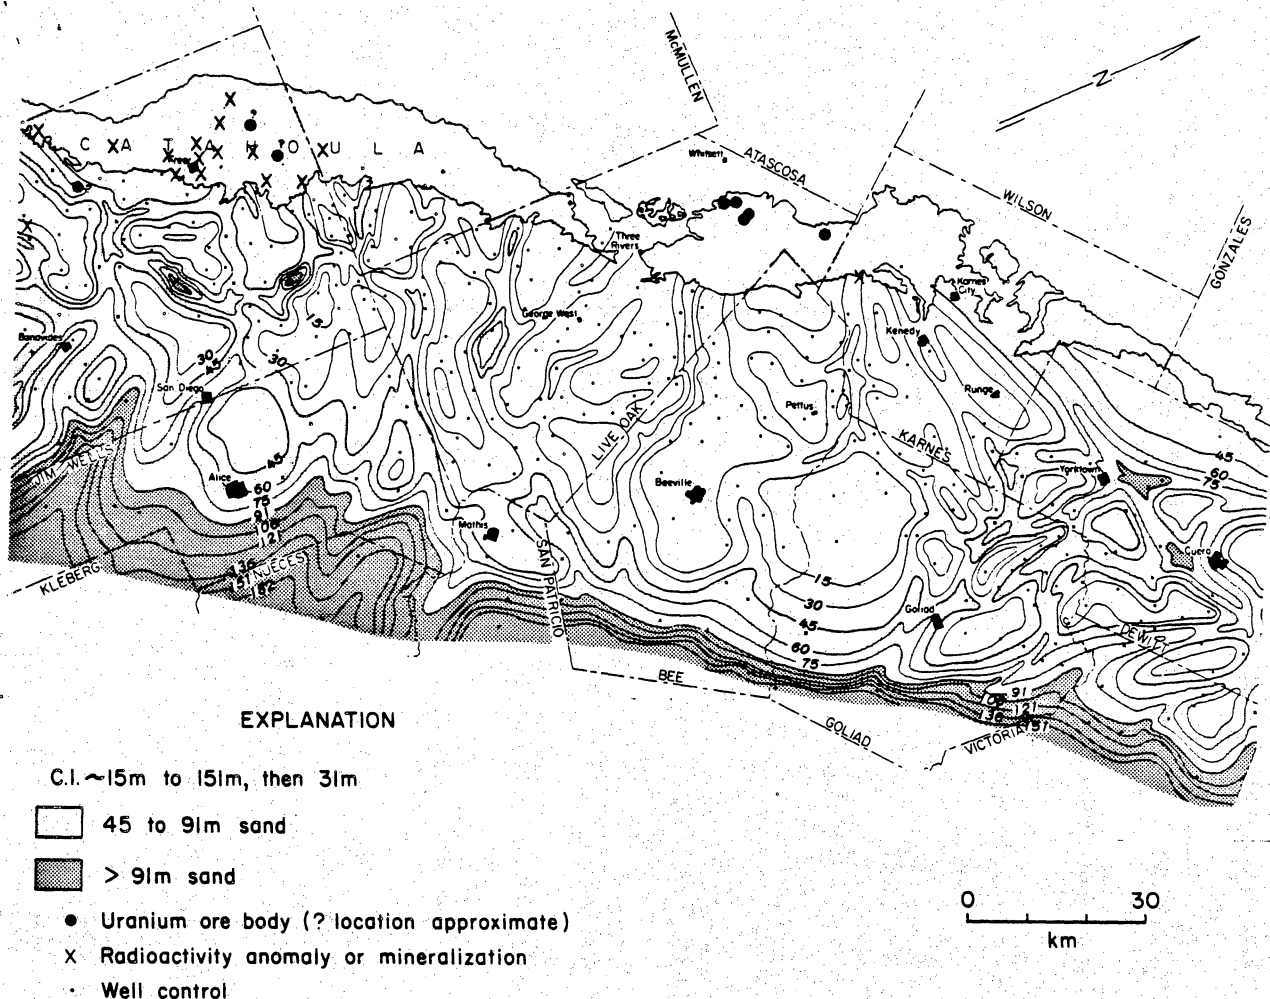 McMULLEN
N
ATASCOSA
WILSON
GONZALES
CATAHOULA
Whitsett
Three
Rivers
Karnes
City
Kenedy
George West
Benavides
15
30
45
30
San Diego
Runge
Pettus
LIVE OAK
KARNES
45
60
75
JIM WELLS
Alice
45
60
75
91
106
121
136
151
182
Beeville
Yorktown
Mathis
Cuero
KLEBERG
NUECES
SAN PATRICIO
15
30
45
60
75
Goliad
DEWITT
BEE
91
106
121
136
151
GOLIAD
VICTORIA
EXPLANATION
C.I. ~15m to 151m, then 31m
45 to 91m sand
> 91m sand
Uranium ore body (? location approximate)
X Radioactivity anomaly or mineralization
Well control
0 30
km